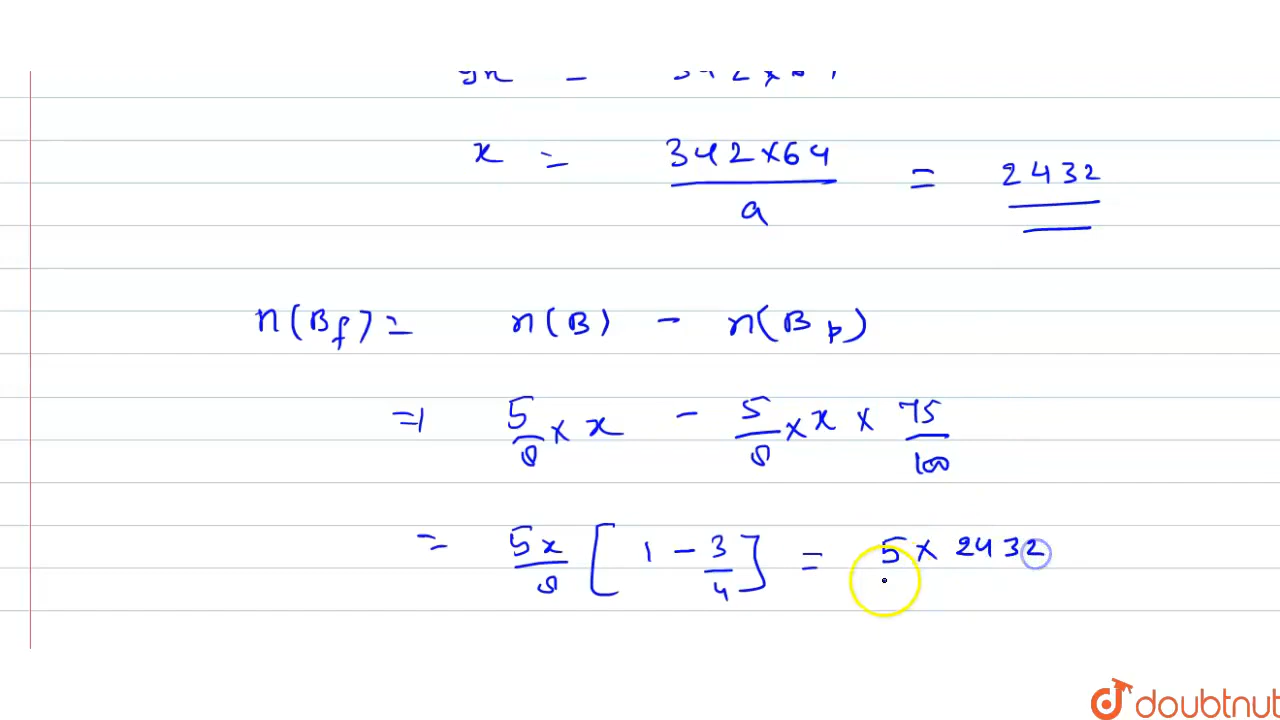 x = 342×64 / 9 = 2432
n(Bf) = n(B) - n(Bp)
⇒ 5/8 × x - 5/8 × x × 75/100
= 5x/8 [1 - 3/4] = 5 × 2432
doubtnut